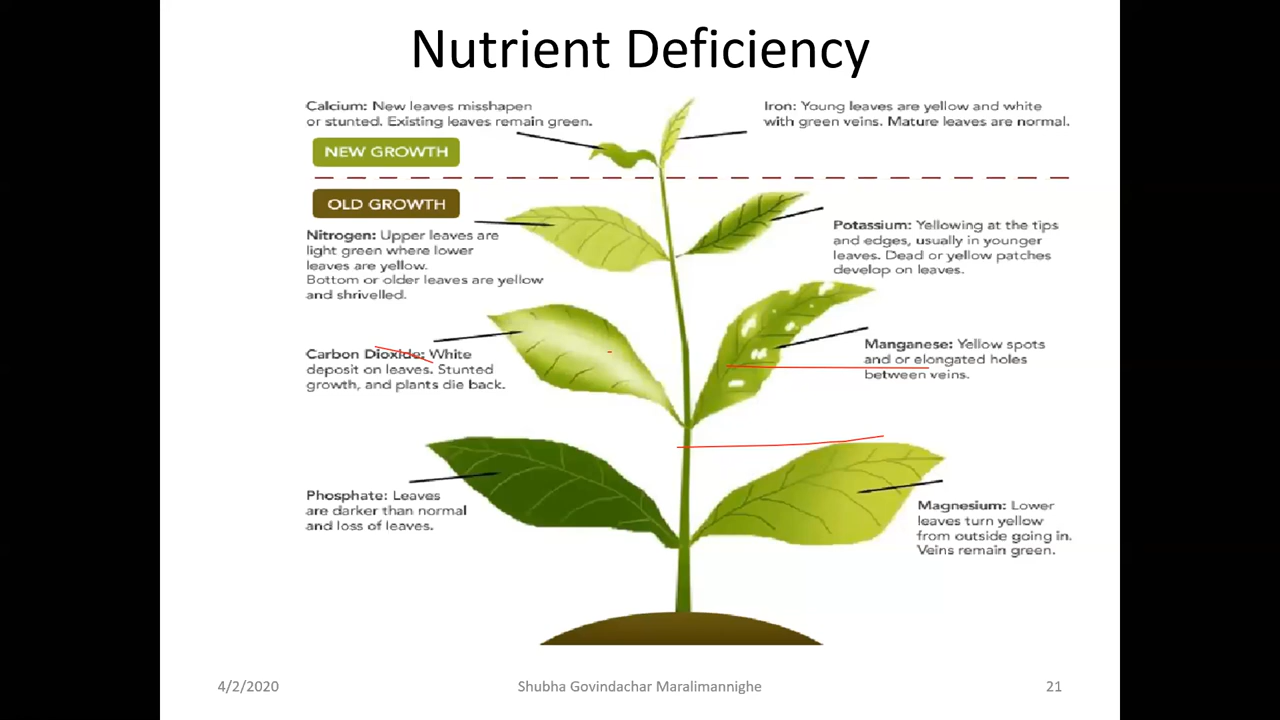 Nutrient Deficiency
Calcium: New leaves misshapen
or stunted. Existing leaves remain green.
Iron: Young leaves are yellow and white
with green veins. Mature leaves are normal.
NEW GROWTH
OLD GROWTH
Nitrogen: Upper leaves are
light green where lower
leaves are yellow.
Bottom or older leaves are yellow
and shrivelled.
Potassium: Yellowing at the tips
and edges, usually in younger
leaves. Dead or yellow patches
develop on leaves.
Carbon Dioxide: White
deposit on leaves. Stunted
growth, and plants die back.
Manganese: Yellow spots
and or elongated holes
between veins.
Phosphate: Leaves
are darker than normal
and loss of leaves.
Magnesium: Lower
leaves turn yellow
from outside going in.
Veins remain green.
4/2/2020
Shubha Govindachar Maralimannighe
21